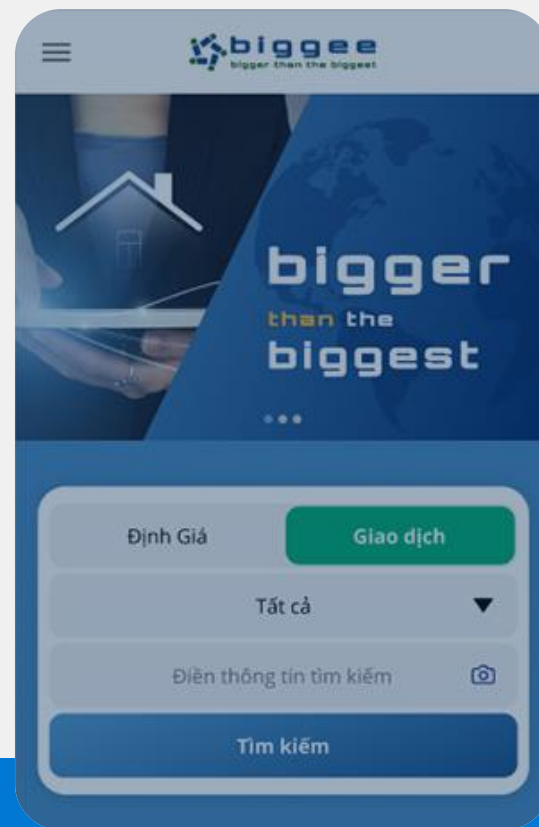 biggee
bigger than the biggest
bigger
than the
biggest
Định Giá
Giao dịch
Tất cả
Điền thông tin tìm kiếm
Tìm kiếm